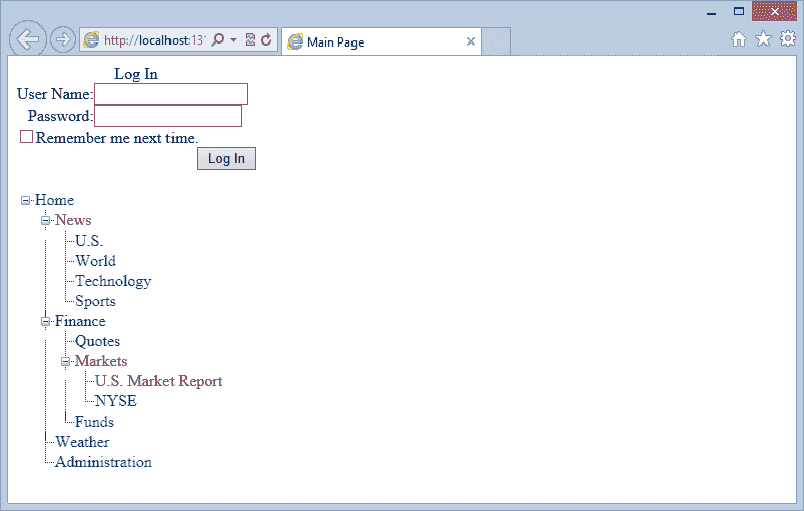 http://localhost:131
Main Page
Log In
User Name:
Password:
Remember me next time.
Log In
Home
News
U.S.
World
Technology
Sports
Finance
Quotes
Markets
U.S. Market Report
NYSE
Funds
Weather
Administration